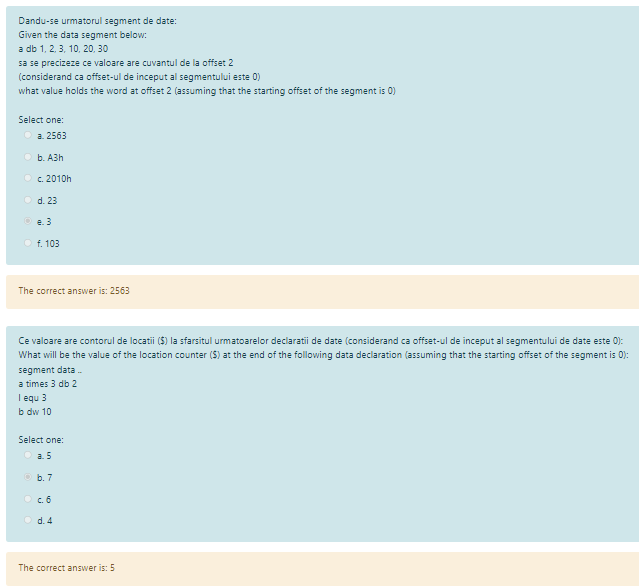 Dandu-se urmatorul segment de date:
Given the data segment below:
a db 1, 2, 3, 10, 20, 30
sa se precizeze ce valoare are cuvantul de la offset 2
(considerand ca offset-ul de inceput al segmentului este 0)
what value holds the word at offset 2 (assuming that the starting offset of the segment is 0)
Select one:
a. 2563
b. A3h
c. 2010h
d. 23
e. 3
f. 103
The correct answer is: 2563
Ce valoare are contorul de locatii ($) la sfarsitul urmatoarelor declaratii de date (considerand ca offset-ul de inceput al segmentului de date este 0):
What will be the value of the location counter ($) at the end of the following data declaration (assuming that the starting offset of the segment is 0):
segment data ..
a times 3 db 2
l equ 3
b dw 10
Select one:
a. 5
b. 7
c. 6
d. 4
The correct answer is: 5